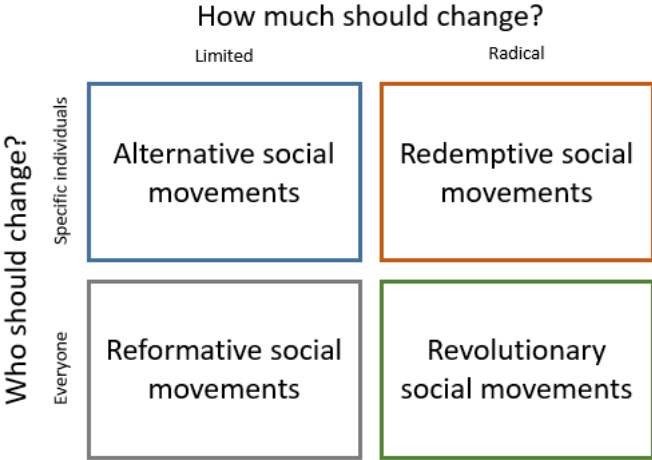 How much should change?
Limited
Radical
Who should change?
Specific individuals
Alternative social
movements
Redemptive social
movements
Everyone
Reformative social
movements
Revolutionary
social movements